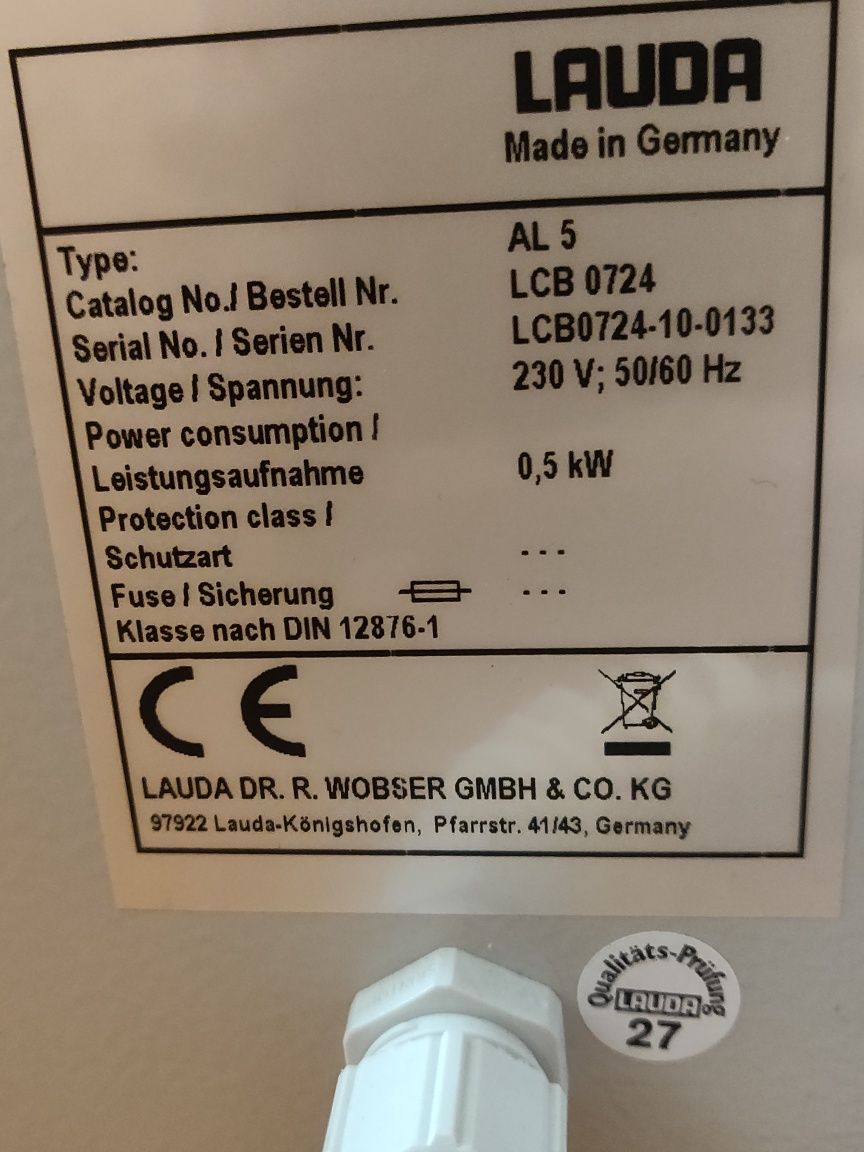 LAUDA
Made in Germany
Type: AL 5
Catalog No./ Bestell Nr. LCB 0724
Serial No. / Serien Nr. LCB0724-10-0133
Voltage / Spannung: 230 V; 50/60 Hz
Power consumption /
Leistungsaufnahme 0,5 kW
Protection class /
Schutzart ---
Fuse / Sicherung ---
Klasse nach DIN 12876-1
CE
LAUDA DR. R. WOBSER GMBH & CO. KG
97922 Lauda-Königshofen, Pfarrstr. 41/43, Germany
Qualitäts-Prüfung
LAUDA
27